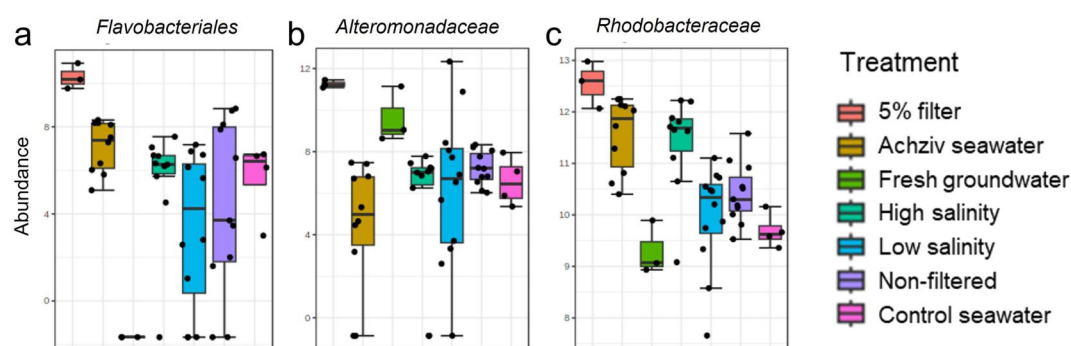 a
Flavobacteriales
b
Alteromonadaceae
c
Rhodobacteraceae
Abundance
8
4
0
12
8
4
0
13
12
11
10
9
8
Treatment
5% filter
Achziv seawater
Fresh groundwater
High salinity
Low salinity
Non-filtered
Control seawater